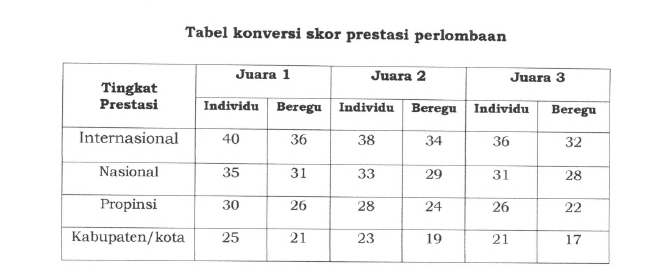 Tabel konversi skor prestasi perlombaan
Tingkat Prestasi Juara 1 Juara 2 Juara 3
Individu Beregu Individu Beregu Individu Beregu
Internasional 40 36 38 34 36 32
Nasional 35 31 33 29 31 28
Propinsi 30 26 28 24 26 22
Kabupaten/kota 25 21 23 19 21 17